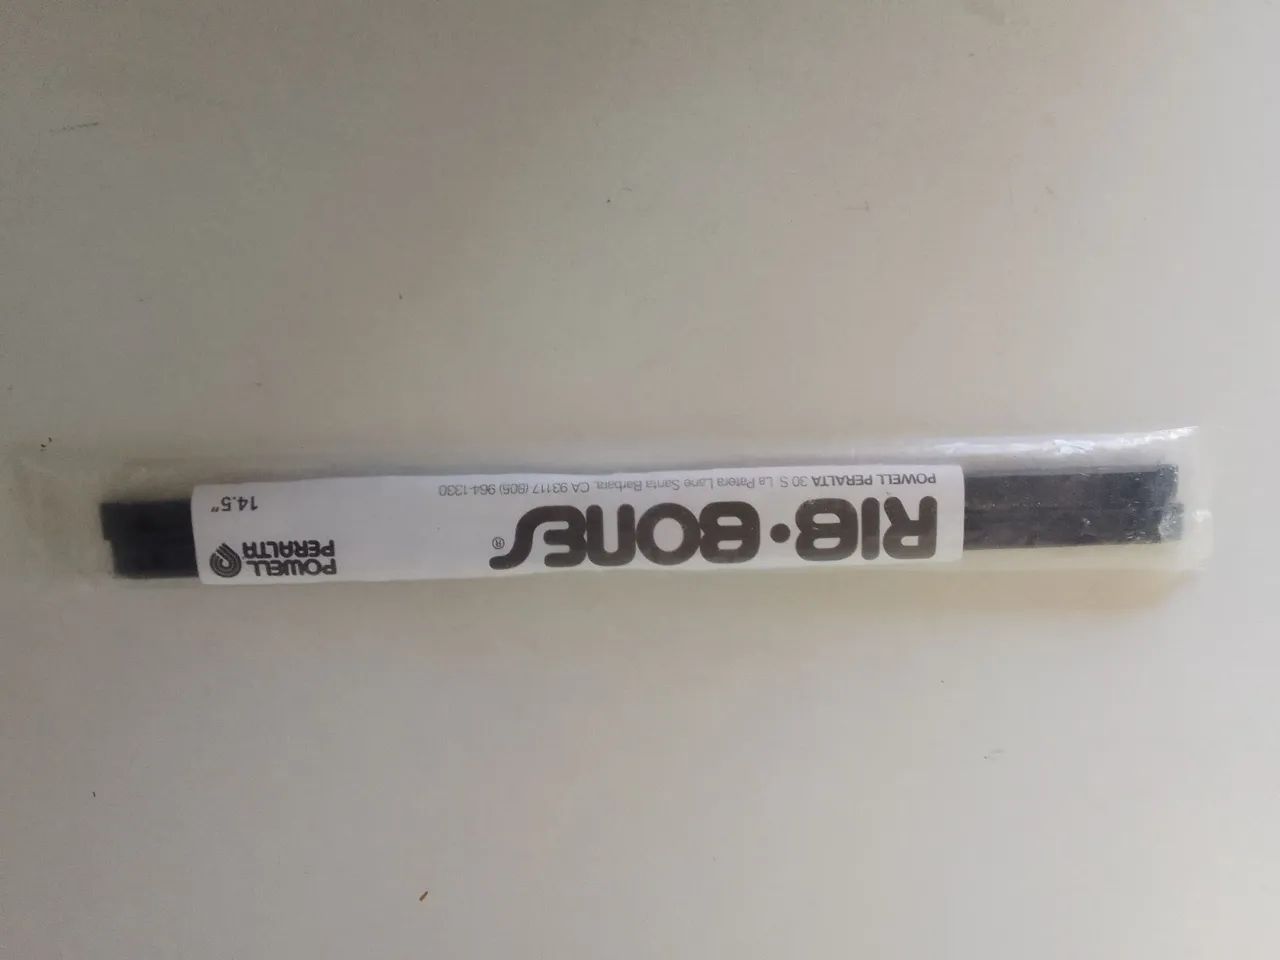 RIB•BONES®
POWELL PERALTA 30 S. La Patera Lane Santa Barbara, CA 93117 (805) 964-1330
POWELL
PERALTA
14.5"